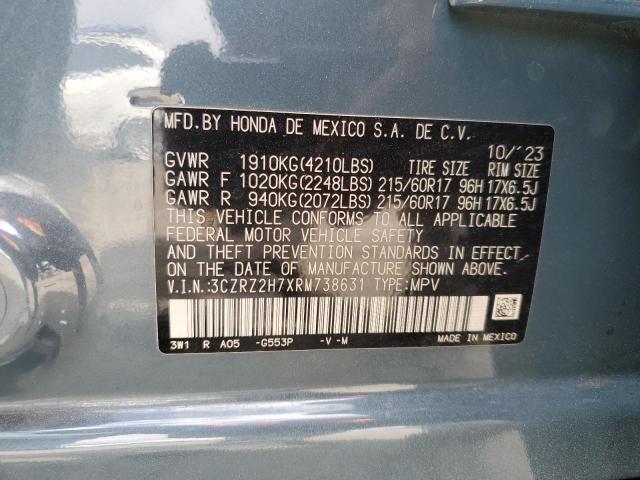 MFD.BY HONDA DE MEXICO S.A. DE C.V.
10/'23
GVWR 1910KG(4210LBS) TIRE SIZE RIM SIZE
GAWR F 1020KG(2248LBS) 215/60R17 96H 17X6.5J
GAWR R 940KG(2072LBS) 215/60R17 96H 17X6.5J
THIS VEHICLE CONFORMS TO ALL APPLICABLE
FEDERAL MOTOR VEHICLE SAFETY
AND THEFT PREVENTION STANDARDS IN EFFECT
ON THE DATE OF MANUFACTURE SHOWN ABOVE.
V.I.N.:3CZRZ2H7XRM738631 TYPE:MPV
3W1 R A05 -G553P -V-M MADE IN MEXICO